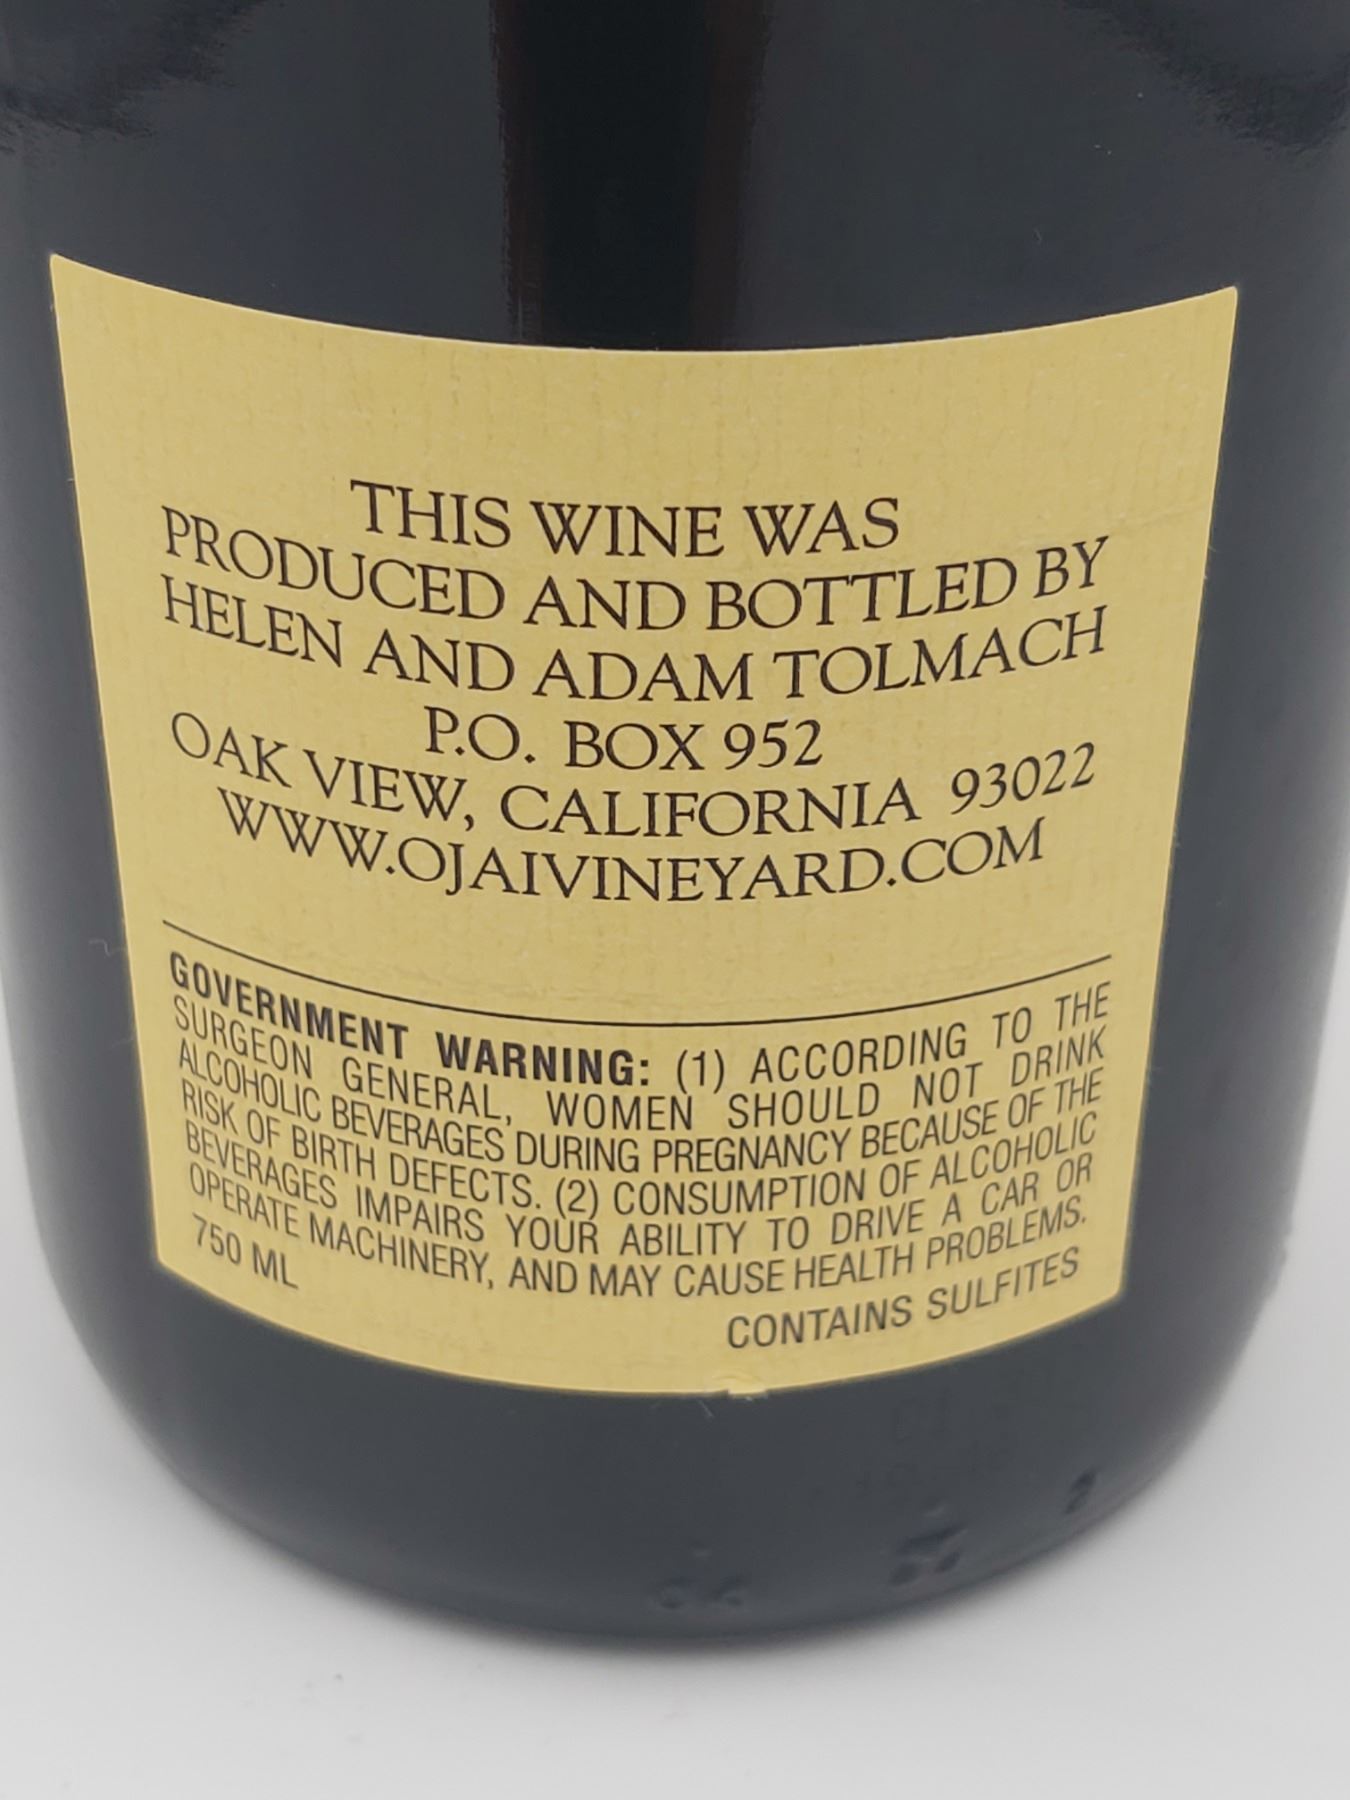 THIS WINE WAS
PRODUCED AND BOTTLED BY
HELEN AND ADAM TOLMACH
P.O. BOX 952
OAK VIEW, CALIFORNIA 93022
WWW.OJAIVINEYARD.COM
GOVERNMENT WARNING: (1) ACCORDING TO THE
SURGEON GENERAL, WOMEN SHOULD NOT DRINK
ALCOHOLIC BEVERAGES DURING PREGNANCY BECAUSE OF THE
RISK OF BIRTH DEFECTS. (2) CONSUMPTION OF ALCOHOLIC
BEVERAGES IMPAIRS YOUR ABILITY TO DRIVE A CAR OR
OPERATE MACHINERY, AND MAY CAUSE HEALTH PROBLEMS.
750 ML
CONTAINS SULFITES